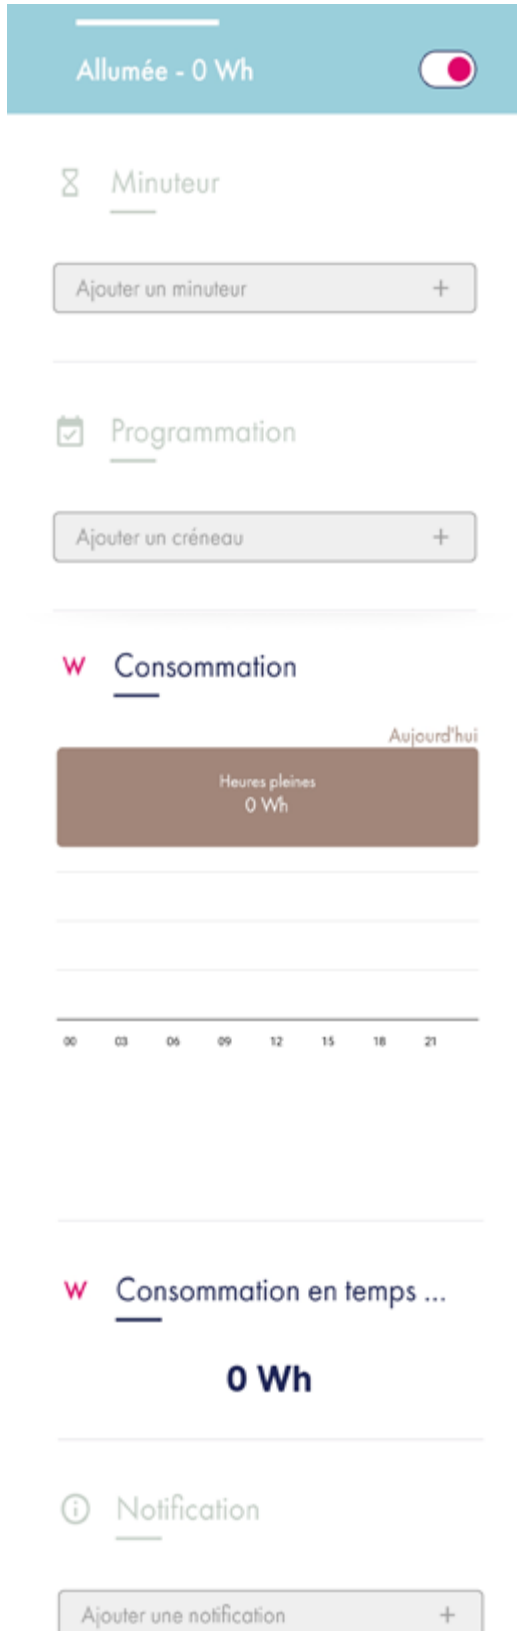 Allumée - 0 Wh
Minuteur
Ajouter un minuteur +
Programmation
Ajouter un créneau +
W Consommation
Aujourd'hui
Heures pleines
0 Wh
00 03 06 09 12 15 18 21
W Consommation en temps ...
0 Wh
Notification
Ajouter une notification +